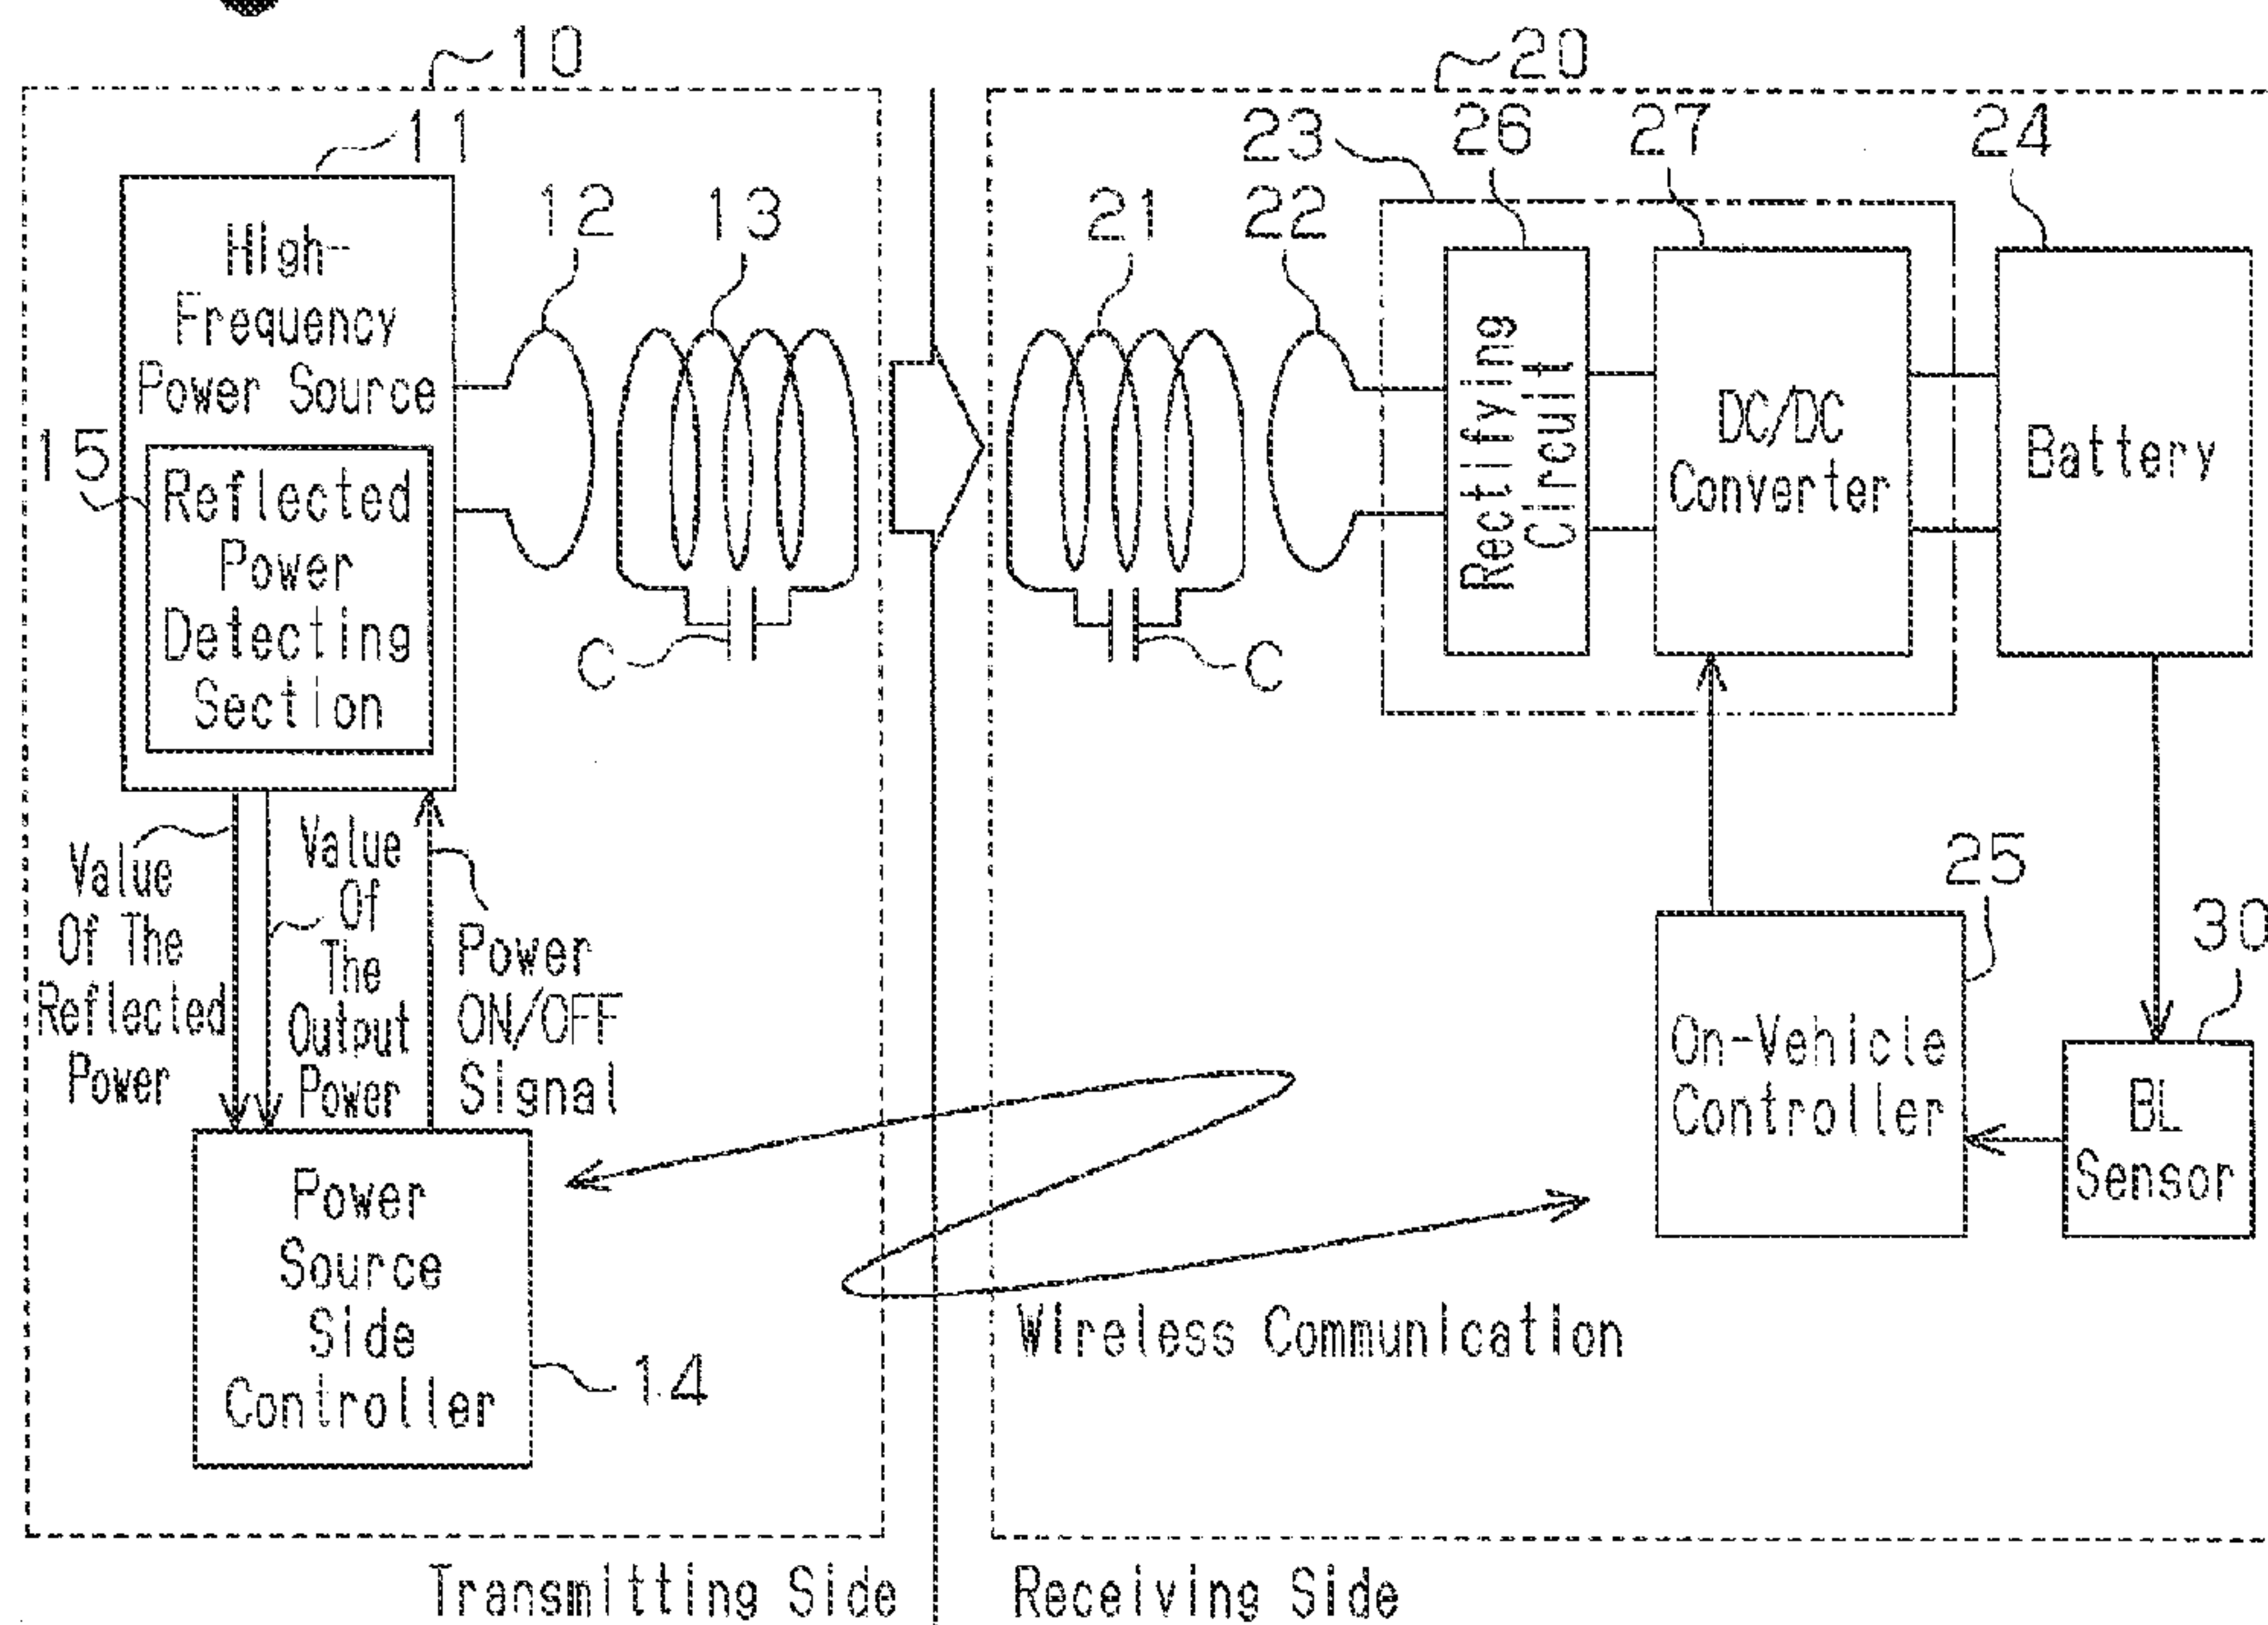 10
20
11
23
26
27
24
12
13
21
22
High-
Frequency
Power Source
15
Reflected
Power
Detecting
Section
Rectifying
Circuit
DC/DC
Converter
Battery
C
C
Value
Of The
Reflected
Power
Value
Of
The
Output
Power
Power
ON/OFF
Signal
25
30
On-Vehicle
Controller
BL
Sensor
Power
Source
Side
Controller
14
Wireless Communication
Transmitting Side
Receiving Side